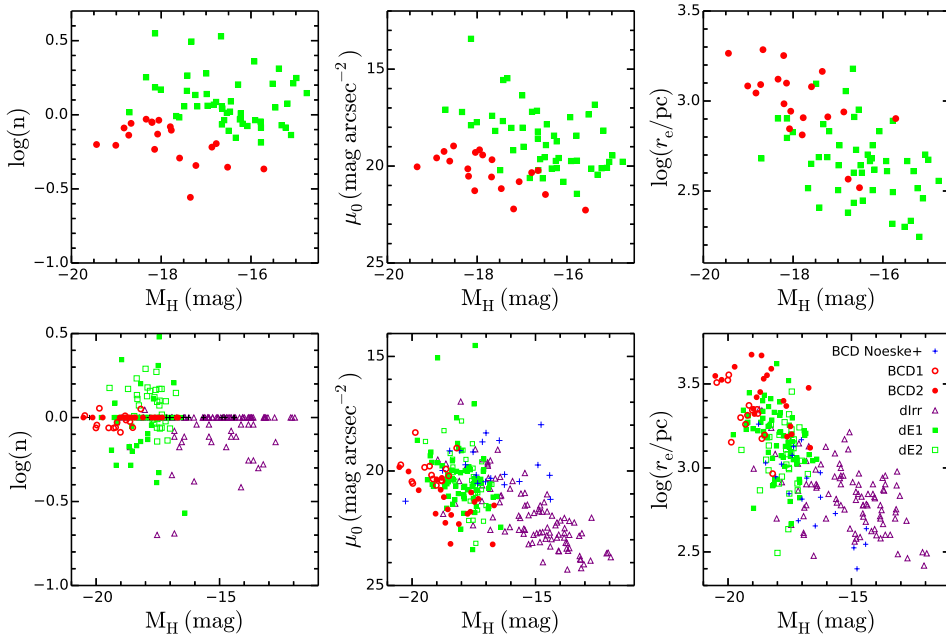 log(n)
0.5
0.0
−0.5
−1.0
−20
−18
−16
M_H (mag)
μ_0 (mag arcsec^−2)
15
20
25
−20
−18
−16
M_H (mag)
log(r_e/pc)
3.5
3.0
2.5
−20
−18
−16
M_H (mag)
log(n)
0.5
0.0
−0.5
−1.0
−20
−15
M_H (mag)
μ_0 (mag arcsec^−2)
15
20
25
−20
−15
M_H (mag)
log(r_e/pc)
3.5
3.0
2.5
BCD Noeske+
BCD1
BCD2
dIrr
dE1
dE2
−20
−15
M_H (mag)